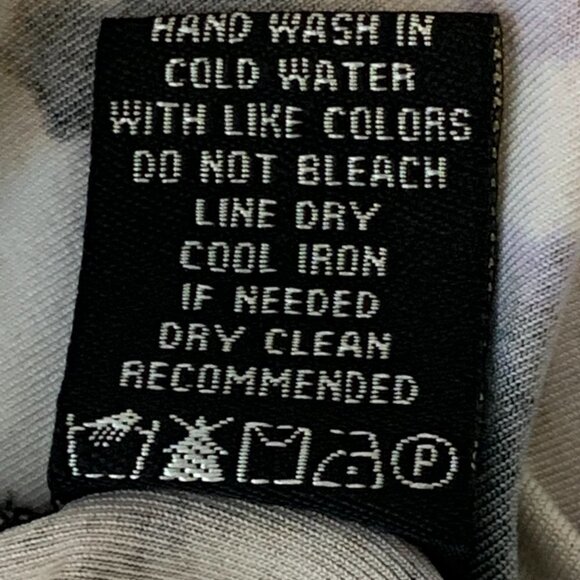 HAND WASH IN
COLD WATER
WITH LIKE COLORS
DO NOT BLEACH
LINE DRY
COOL IRON
IF NEEDED
DRY CLEAN
RECOMMENDED
P